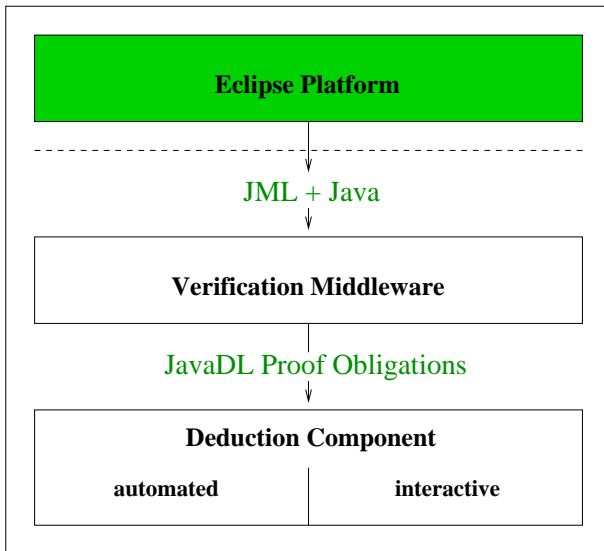 Eclipse Platform
JML + Java
Verification Middleware
JavaDL Proof Obligations
Deduction Component
automated interactive